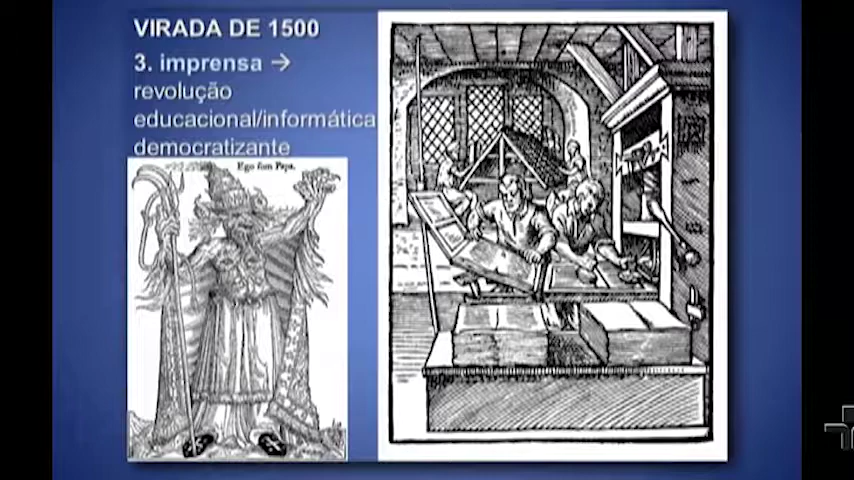 VIRADA DE 1500
3. imprensa →
revolução
educacional/informática
democratizante
Ego sum Papa.